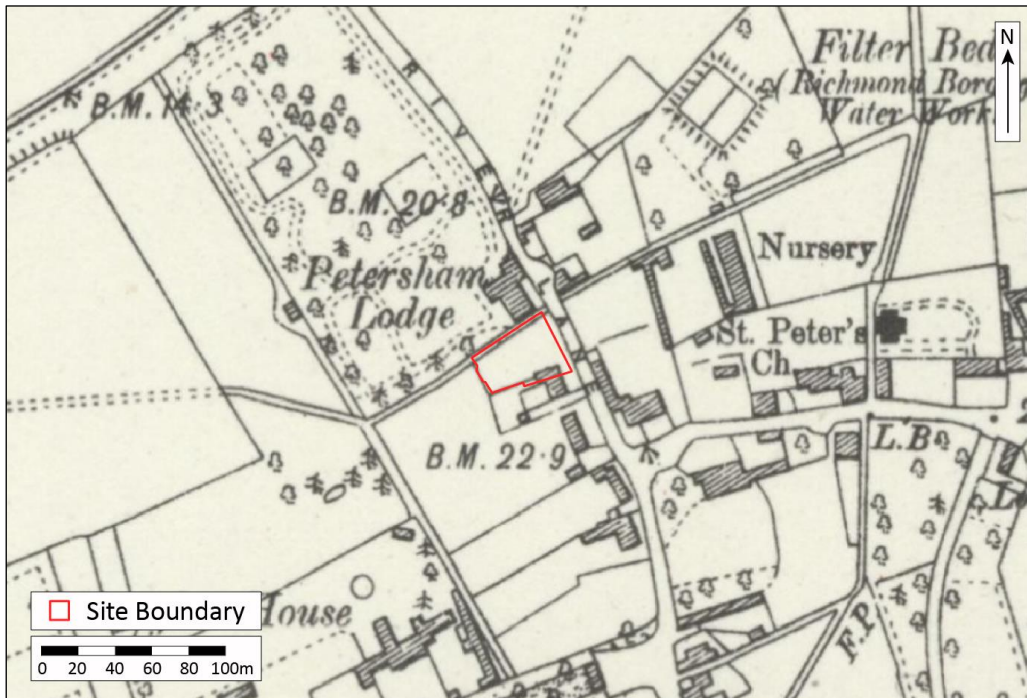 N
Filter Bed
(Richmond Boro
Water Work
B.M. 14·3
RIVER
B.M. 20·8
Petersham
Lodge
Nursery
St. Peter's
Ch.
B.M. 22·9
L.B
F.P.
House
Site Boundary
0 20 40 60 80 100m